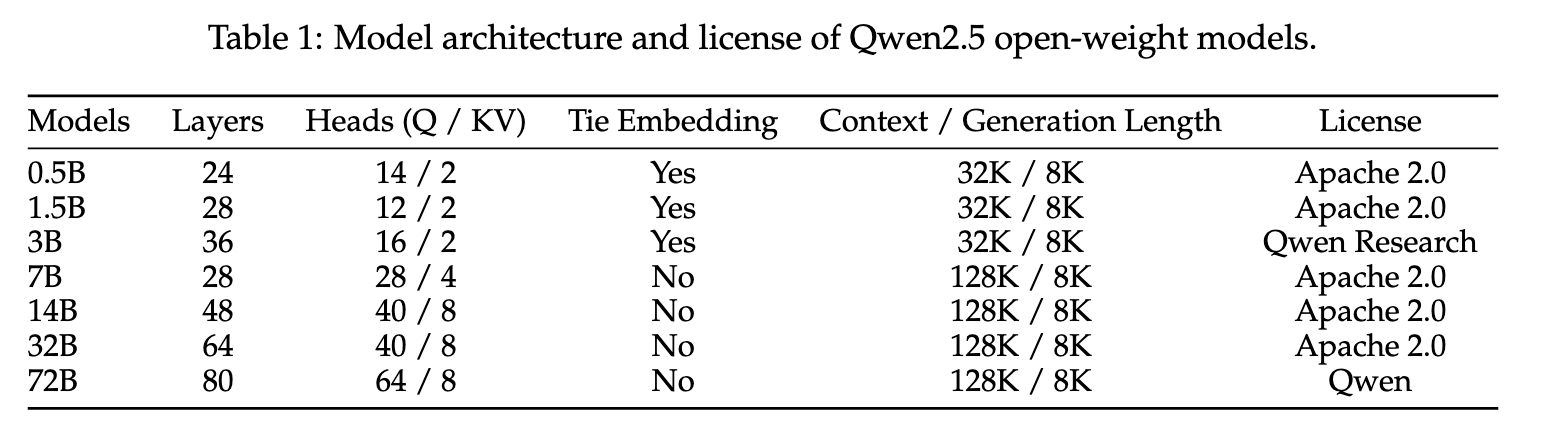 Table 1: Model architecture and license of Qwen2.5 open-weight models.
Models Layers Heads (Q / KV) Tie Embedding Context / Generation Length License
0.5B 24 14 / 2 Yes 32K / 8K Apache 2.0
1.5B 28 12 / 2 Yes 32K / 8K Apache 2.0
3B 36 16 / 2 Yes 32K / 8K Qwen Research
7B 28 28 / 4 No 128K / 8K Apache 2.0
14B 48 40 / 8 No 128K / 8K Apache 2.0
32B 64 40 / 8 No 128K / 8K Apache 2.0
72B 80 64 / 8 No 128K / 8K Qwen